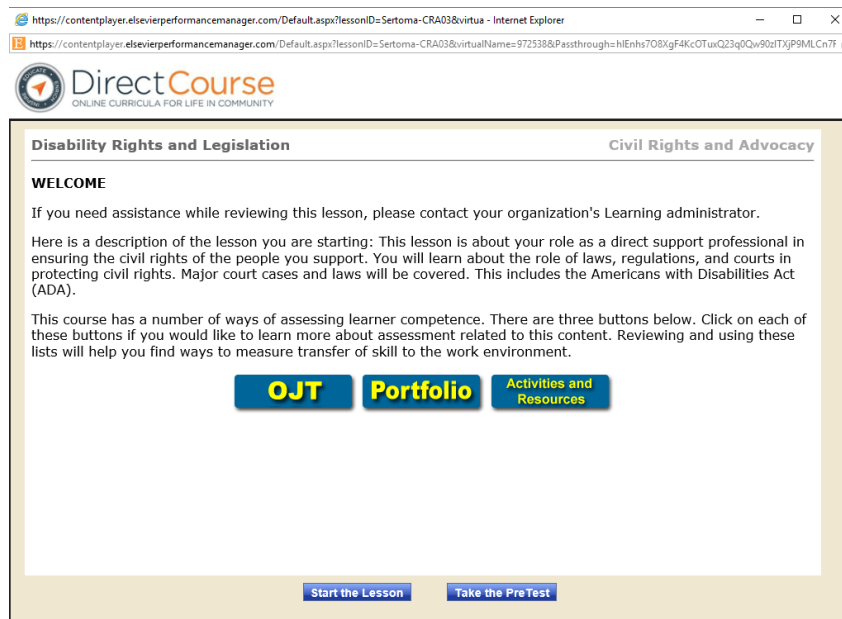 https://contentplayer.elsevierperformancemanager.com/Default.aspx?lessonID=Sertoma-CRA03&virtua - Internet Explorer
https://contentplayer.elsevierperformancemanager.com/Default.aspx?lessonID=Sertoma-CRA03&virtualName=972538&Passthrough=
DirectCourse
ONLINE CURRICULA FOR LIFE IN COMMUNITY
Disability Rights and Legislation
Civil Rights and Advocacy
WELCOME
If you need assistance while reviewing this lesson, please contact your organization's Learning administrator.
Here is a description of the lesson you are starting: This lesson is about your role as a direct support professional in
ensuring the civil rights of the people you support. You will learn about the role of laws, regulations, and courts in
protecting civil rights. Major court cases and laws will be covered. This includes the Americans with Disabilities Act
(ADA).
This course has a number of ways of assessing learner competence. There are three buttons below. Click on each of
these buttons if you would like to learn more about assessment related to this content. Reviewing and using these
lists will help you find ways to measure transfer of skill to the work environment.
OJT
Portfolio
Activities and
Resources
Start the Lesson
Take the PreTest